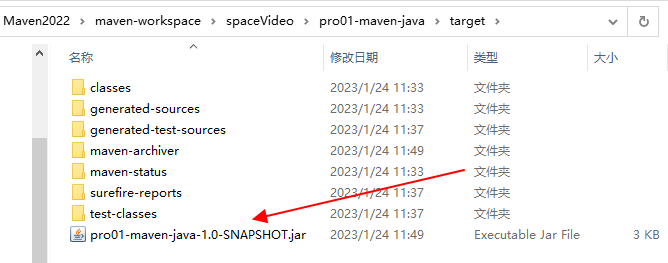 Maven2022 > maven-workspace > spaceVideo > pro01-maven-java > target >
名称 修改日期 类型 大小
classes 2023/1/24 11:33 文件夹
generated-sources 2023/1/24 11:33 文件夹
generated-test-sources 2023/1/24 11:37 文件夹
maven-archiver 2023/1/24 11:49 文件夹
maven-status 2023/1/24 11:33 文件夹
surefire-reports 2023/1/24 11:37 文件夹
test-classes 2023/1/24 11:37 文件夹
pro01-maven-java-1.0-SNAPSHOT.jar 2023/1/24 11:49 Executable Jar File 3 KB